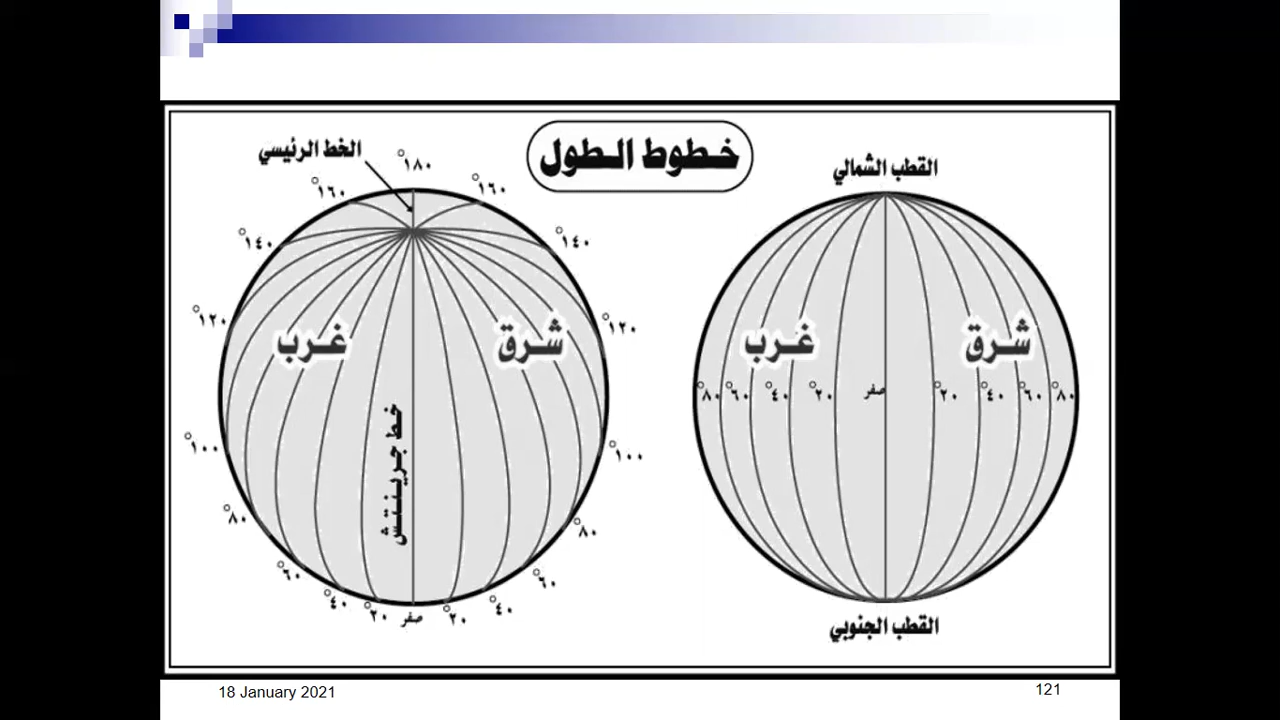 خطوط الطول
الخط الرئيسي
°١٨٠
°١٦٠
°١٦٠
°١٤٠
°١٤٠
°١٢٠
°١٢٠
غرب
شرق
خط جرينتش
°١٠٠
°١٠٠
°٨٠
°٨٠
°٦٠
°٦٠
°٤٠
°٢٠
صفر
°٢٠
°٤٠
القطب الشمالي
غرب
شرق
°٨٠ °٦٠ °٤٠ °٢٠ صفر °٢٠ °٤٠ °٦٠ °٨٠
القطب الجنوبي
18 January 2021
121